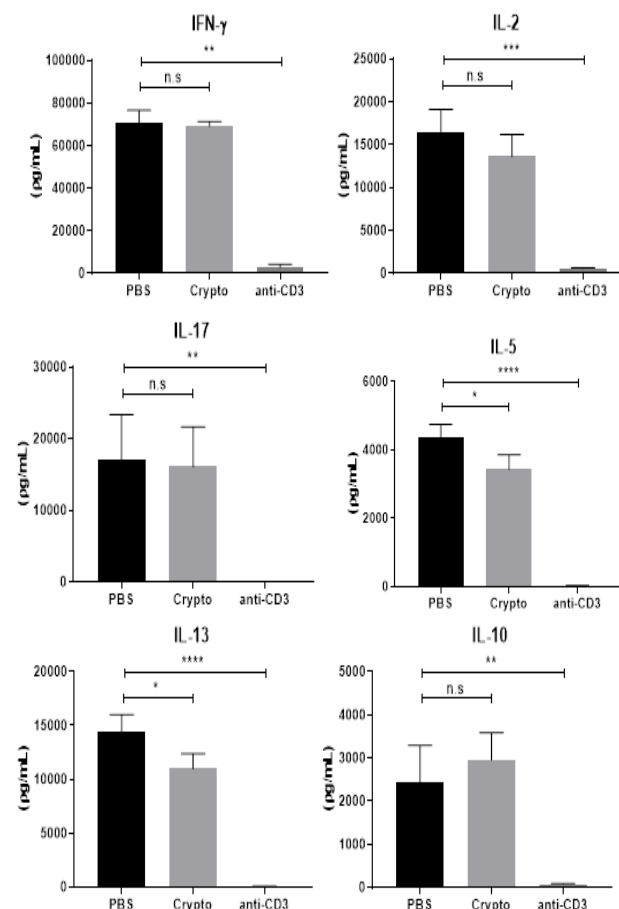 IFN-γ
**
n.s
100000
80000
60000
40000
20000
0
(pg/mL)
PBS Crypto anti-CD3
IL-2
***
n.s
25000
20000
15000
10000
5000
0
(pg/mL)
PBS Crypto anti-CD3
IL-17
**
n.s
30000
20000
10000
0
(pg/mL)
PBS Crypto anti-CD3
IL-5
****
*
6000
4000
2000
0
(pg/mL)
PBS Crypto anti-CD3
IL-13
****
*
20000
15000
10000
5000
0
(pg/mL)
PBS Crypto anti-CD3
IL-10
**
n.s
5000
4000
3000
2000
1000
0
(pg/mL)
PBS Crypto anti-CD3